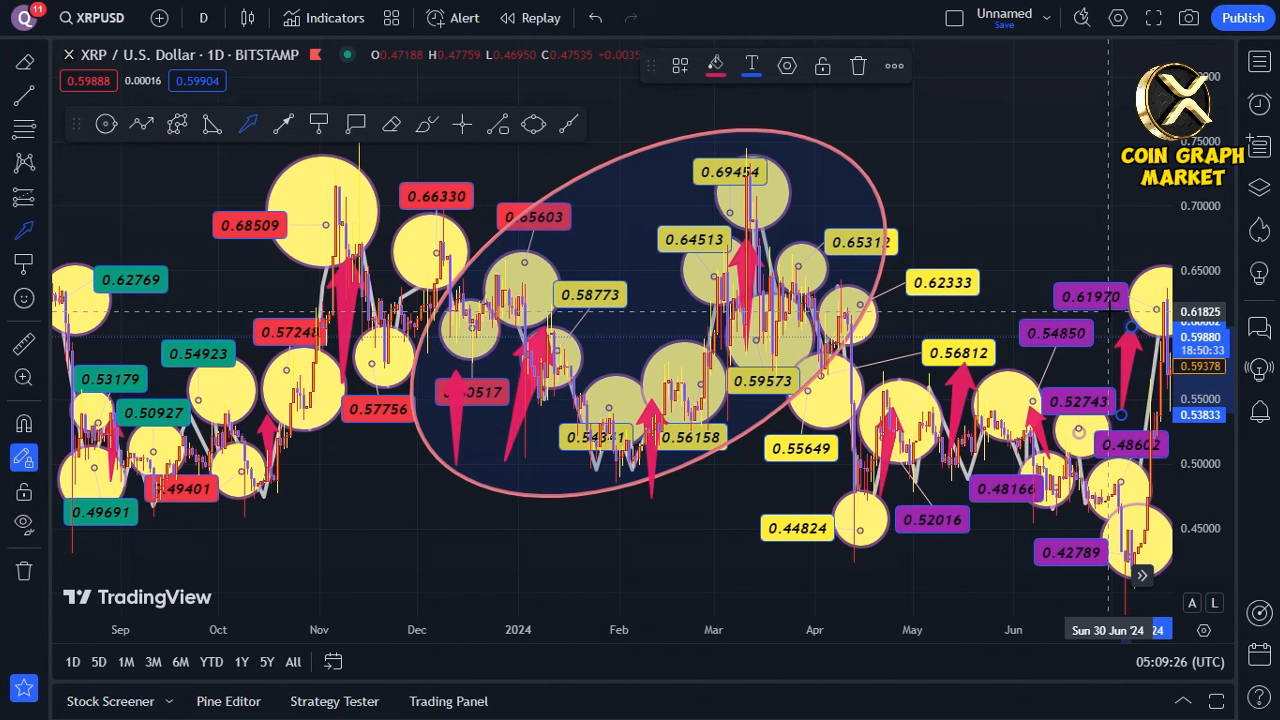 Q
11
XRPUSD
D
Indicators
Alert
Replay
Unnamed
Save
Publish
XRP / U.S. Dollar · 1D · BITSTAMP
O0.47188 H0.47759 L0.46950 C0.47535 +0.0035
0.59888
0.00016
0.59904
COIN GRAPH
MARKET
0.75000
0.70000
0.65000
0.61825
0.59880
18:50:33
0.59378
0.55000
0.53833
0.50000
0.45000
0.62769
0.54923
0.53179
0.50927
0.49691
0.49401
0.68509
0.57248
0.57756
0.66330
0.65603
0.58773
0.54341
0.56158
0.64513
0.69454
0.59573
0.65312
0.62333
0.56812
0.55649
0.44824
0.52016
0.48166
0.54850
0.52743
0.61970
0.48602
0.42789
TradingView
A
L
Sep
Oct
Nov
Dec
2024
Feb
Mar
Apr
May
Jun
Sun 30 Jun '24
24
1D
5D
1M
3M
6M
YTD
1Y
5Y
All
05:09:26 (UTC)
Stock Screener
Pine Editor
Strategy Tester
Trading Panel